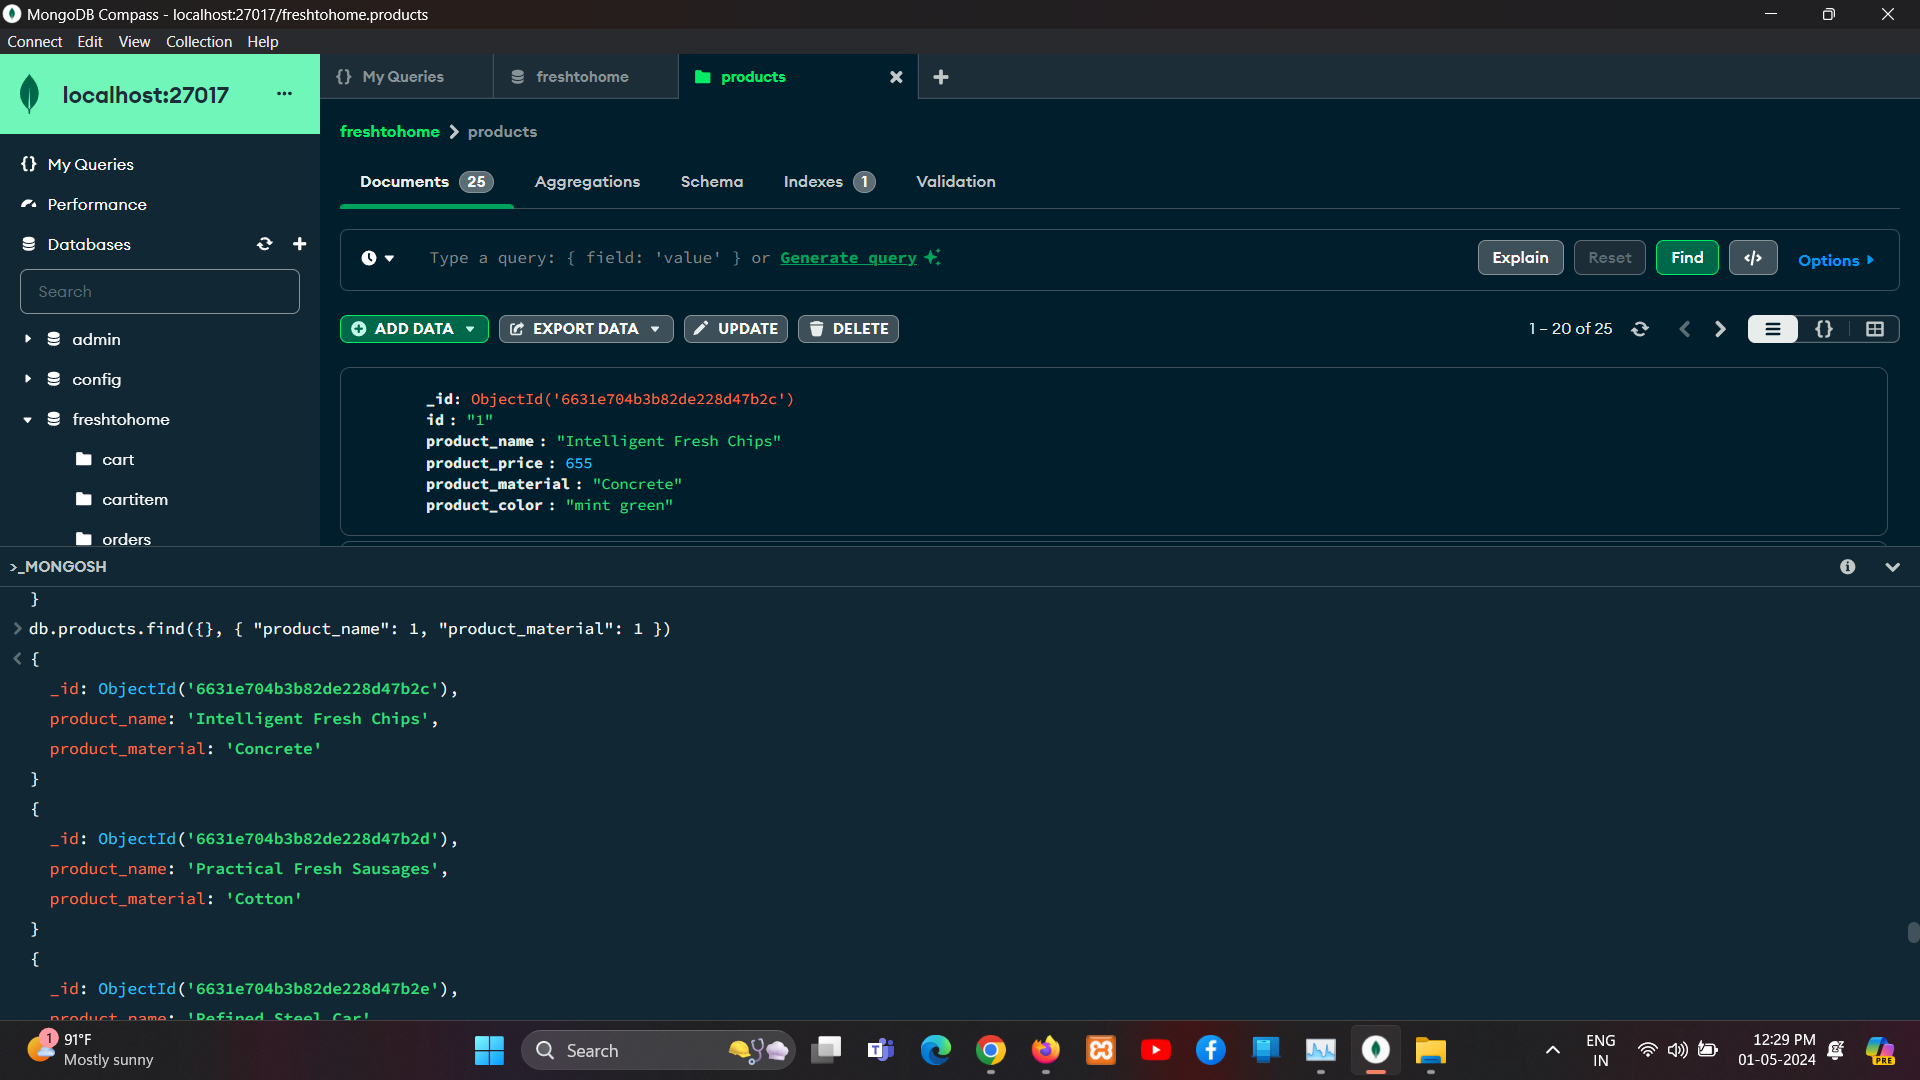 MongoDB Compass - localhost:27017/freshtohome.products
Connect Edit View Collection Help
localhost:27017 ...
{} My Queries
freshtohome
products
freshtohome > products
{} My Queries
Performance
Databases
Search
admin
config
freshtohome
cart
cartitem
orders
Documents 25 Aggregations Schema Indexes 1 Validation
Type a query: { field: 'value' } or Generate query
Explain Reset Find </> Options
ADD DATA EXPORT DATA UPDATE DELETE
1 – 20 of 25 {}
_id: ObjectId('6631e704b3b82de228d47b2c')
id : "1"
product_name : "Intelligent Fresh Chips"
product_price : 655
product_material : "Concrete"
product_color : "mint green"
>_MONGOSH
}
> db.products.find({}, { "product_name": 1, "product_material": 1 })
< {
_id: ObjectId('6631e704b3b82de228d47b2c'),
product_name: 'Intelligent Fresh Chips',
product_material: 'Concrete'
}
{
_id: ObjectId('6631e704b3b82de228d47b2d'),
product_name: 'Practical Fresh Sausages',
product_material: 'Cotton'
}
{
_id: ObjectId('6631e704b3b82de228d47b2e'),
product_name: 'Refined Steel Car'
1
91°F
Mostly sunny
Search
ENG
IN
12:29 PM
01-05-2024
PRE